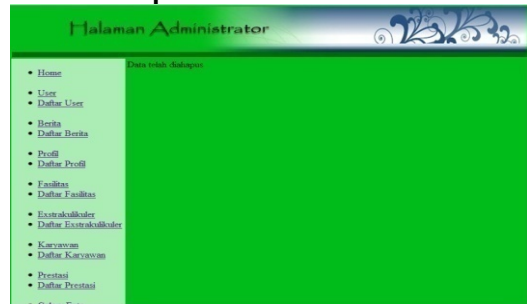 Halaman Administrator
Data telah dihapus
Home
User
Daftar User
Berita
Daftar Berita
Profil
Daftar Profil
Fasilitas
Daftar Fasilitas
Exstrakulikuler
Daftar Exstrakulikuler
Karyawan
Daftar Karyawan
Prestasi
Daftar Prestasi